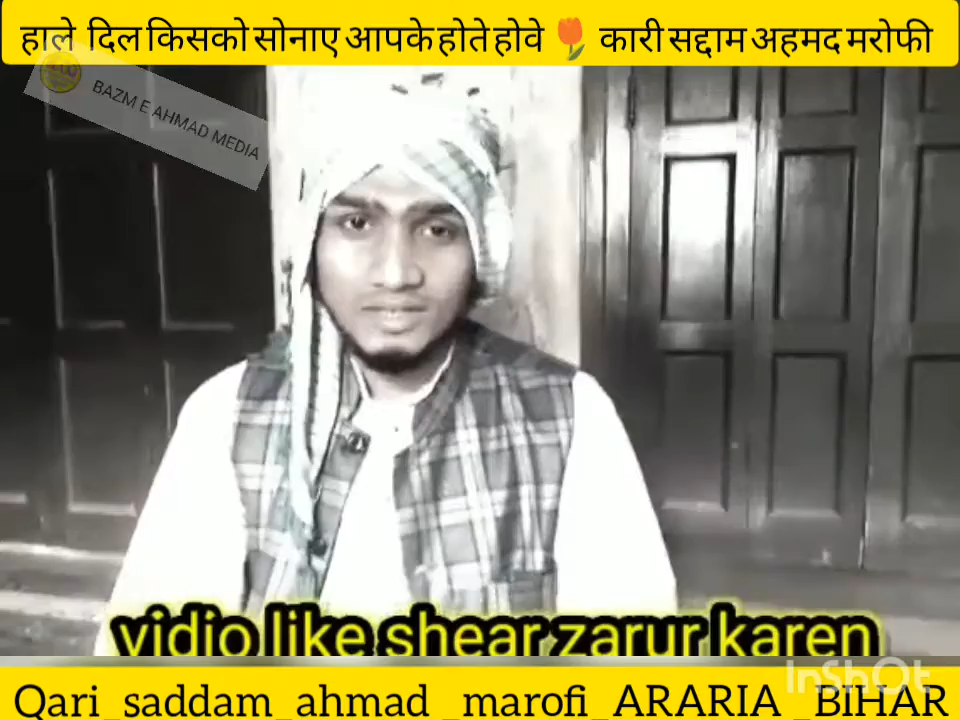 हाले दिल किसको सोनाए आपके होते होवे 🌷 कारी सद्दाम अहमद मरोफी
BAZM E AHMAD MEDIA
vidio like shear zarur karen
InShOt
Qari_saddam_ahmad_marofi_ARARIA_BIHAR